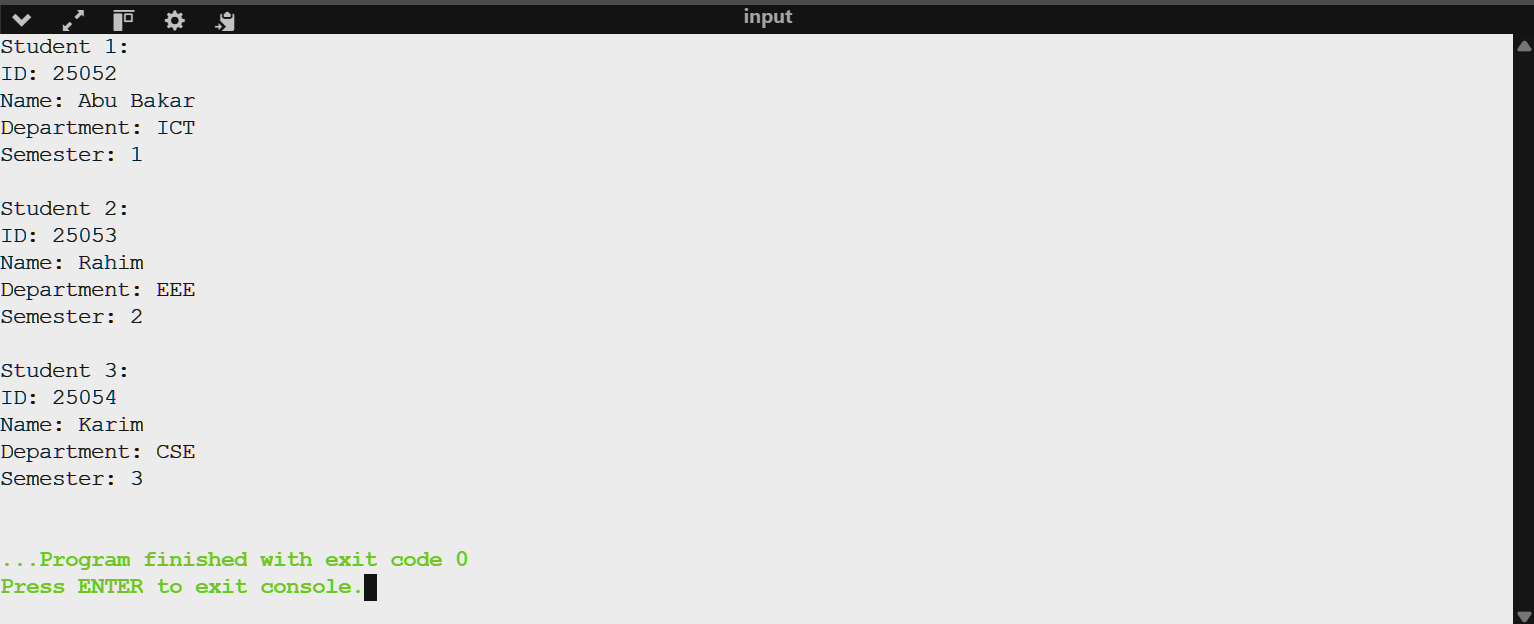 input
Student 1:
ID: 25052
Name: Abu Bakar
Department: ICT
Semester: 1
Student 2:
ID: 25053
Name: Rahim
Department: EEE
Semester: 2
Student 3:
ID: 25054
Name: Karim
Department: CSE
Semester: 3
...Program finished with exit code 0
Press ENTER to exit console.